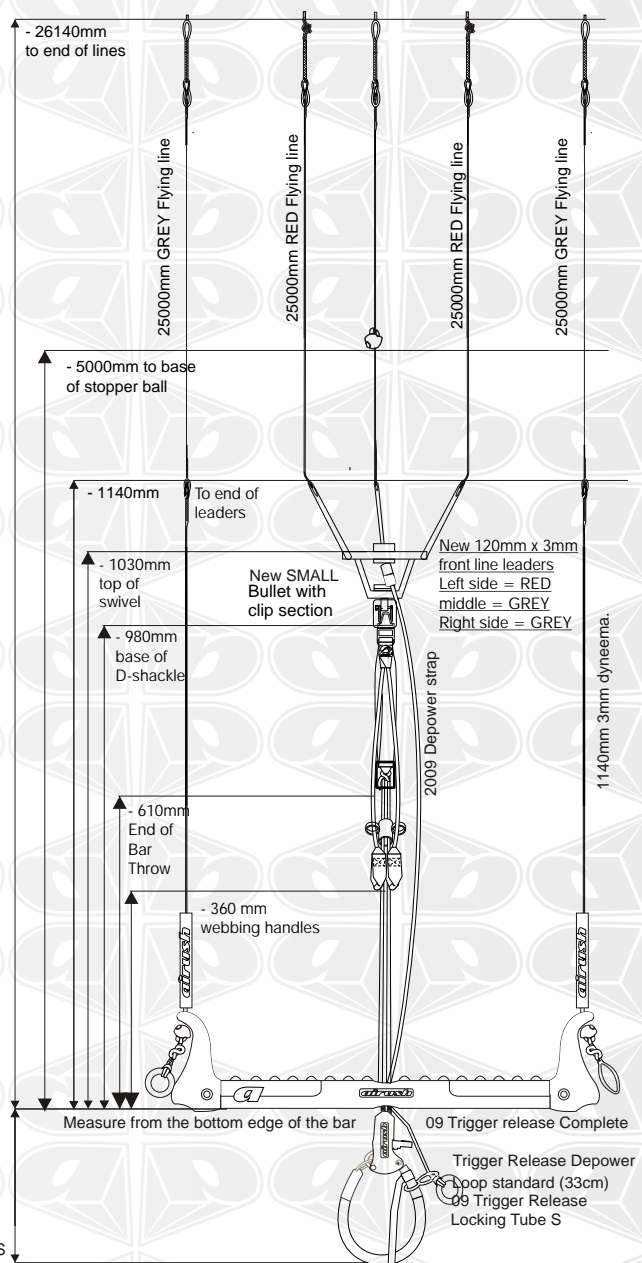 - 26140mm
to end of lines
25000mm GREY Flying line
25000mm RED Flying line
25000mm RED Flying line
25000mm GREY Flying line
- 5000mm to base
of stopper ball
- 1140mm
To end of
leaders
- 1030mm
top of
swivel
New SMALL
Bullet with
clip section
New 120mm x 3mm
front line leaders
Left side = RED
middle = GREY
Right side = GREY
- 980mm
base of
D-shackle
2009 Depower strap
1140mm 3mm dyneema.
- 610mm
End of
Bar
Throw
- 360 mm
webbing handles
airush
airush
airush
Measure from the bottom edge of the bar
09 Trigger release Complete
airush
Trigger Release Depower
Loop standard (33cm)
09 Trigger Release
Locking Tube S
s